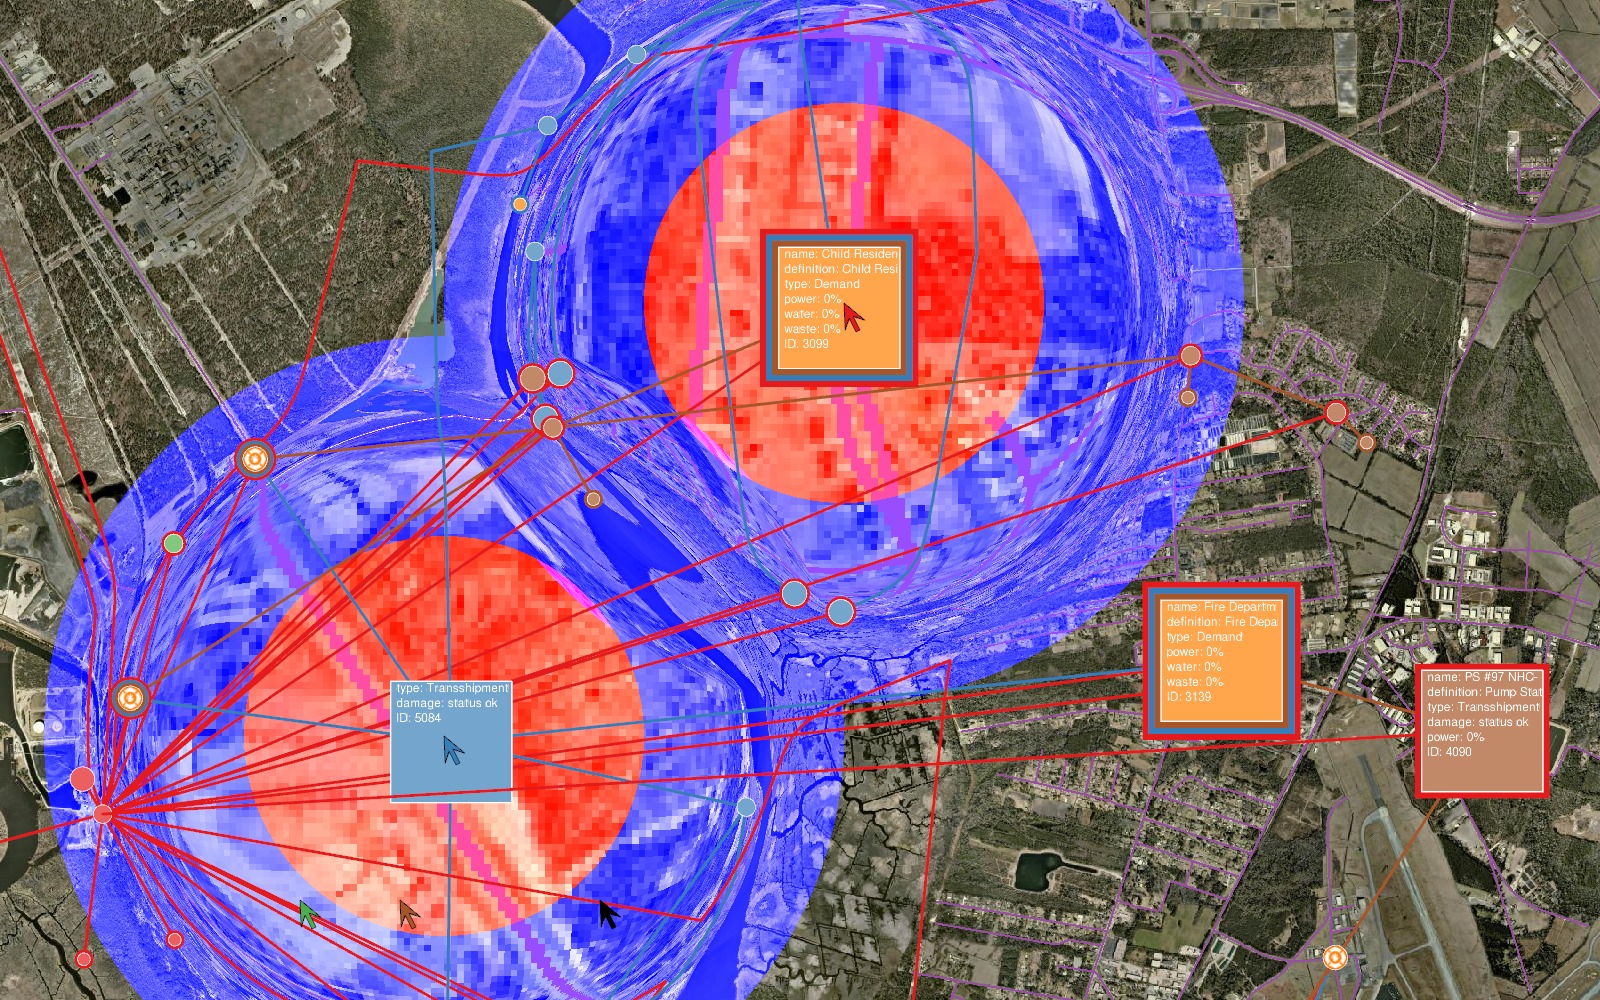 name: Child Residen
definition: Child Resi
type: Demand
power: 0%
water: 0%
waste: 0%
ID: 3099
name: Fire Departm
definition: Fire Depa
type: Demand
power: 0%
water: 0%
waste: 0%
ID: 3139
type: Transshipment
damage: status ok
ID: 5084
name: PS #97 NHC-
definition: Pump Stat
type: Transshipment
damage: status ok
power: 0%
ID: 4090